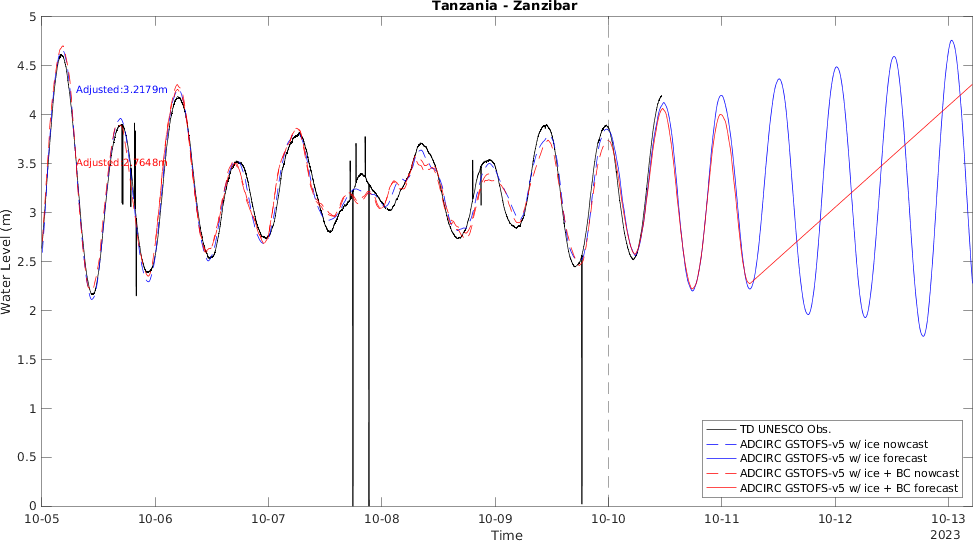 Tanzania - Zanzibar
5
4.5
4
3.5
3
2.5
2
1.5
1
0.5
0
Water Level (m)
Adjusted:3.2179m
Adjusted:2.7648m
TD UNESCO Obs.
ADCIRC GSTOFS-v5 w/ ice nowcast
ADCIRC GSTOFS-v5 w/ ice forecast
ADCIRC GSTOFS-v5 w/ ice + BC nowcast
ADCIRC GSTOFS-v5 w/ ice + BC forecast
10-05 10-06 10-07 10-08 10-09 10-10 10-11 10-12 10-13
Time
2023